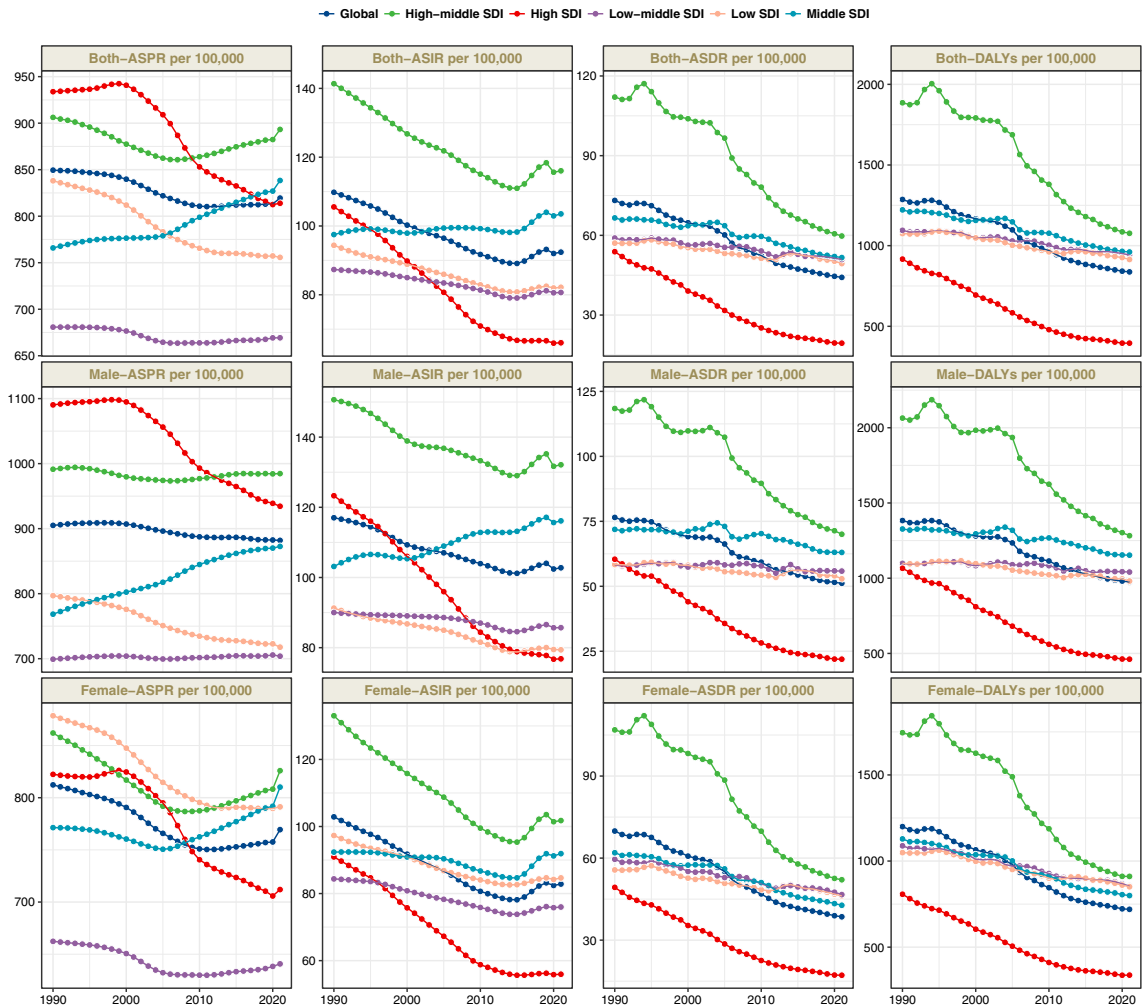 Global High−middle SDI High SDI Low−middle SDI Low SDI Middle SDI
Both−ASPR per 100,000
950
900
850
800
750
700
650
Both−ASIR per 100,000
140
120
100
80
Both−ASDR per 100,000
120
90
60
30
Both−DALYs per 100,000
2000
1500
1000
500
Male−ASPR per 100,000
1100
1000
900
800
700
Male−ASIR per 100,000
140
120
100
80
Male−ASDR per 100,000
125
100
75
50
25
Male−DALYs per 100,000
2000
1500
1000
500
Female−ASPR per 100,000
800
700
Female−ASIR per 100,000
120
100
80
60
Female−ASDR per 100,000
90
60
30
Female−DALYs per 100,000
1500
1000
500
1990 2000 2010 2020
1990 2000 2010 2020
1990 2000 2010 2020
1990 2000 2010 2020